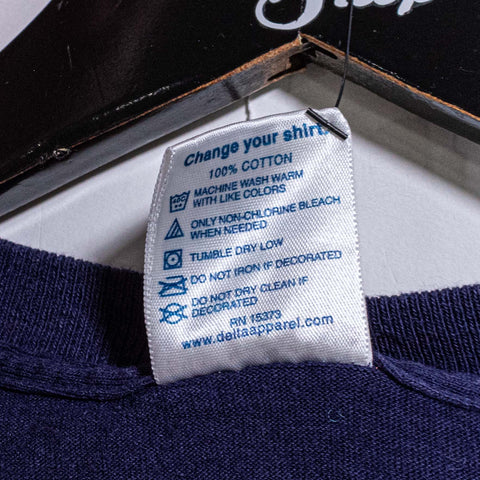 Change your shirt.
100% COTTON
MACHINE WASH WARM
WITH LIKE COLORS
ONLY NON-CHLORINE BLEACH
WHEN NEEDED
TUMBLE DRY LOW
DO NOT IRON IF DECORATED
DO NOT DRY CLEAN IF
DECORATED
RN 15373
www.deltaapparel.com